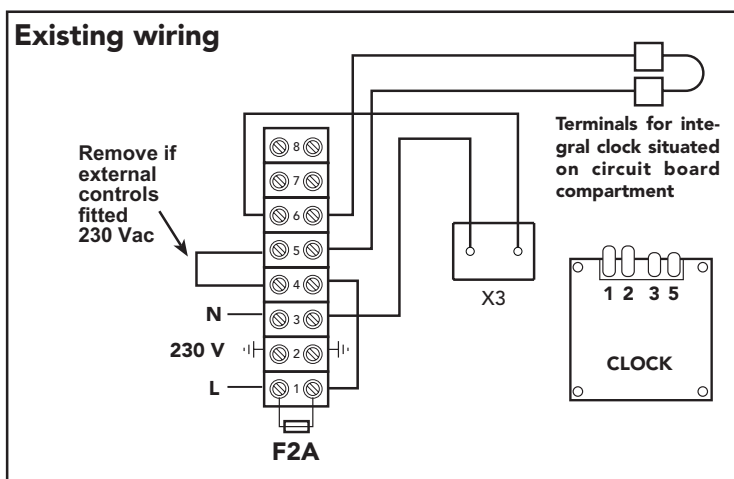 Existing wiring
Remove if
external
controls
fitted
230 Vac
8
7
6
5
4
N
3
230 V
2
L
1
F2A
X3
Terminals for inte-
gral clock situated
on circuit board
compartment
1 2 3 5
CLOCK